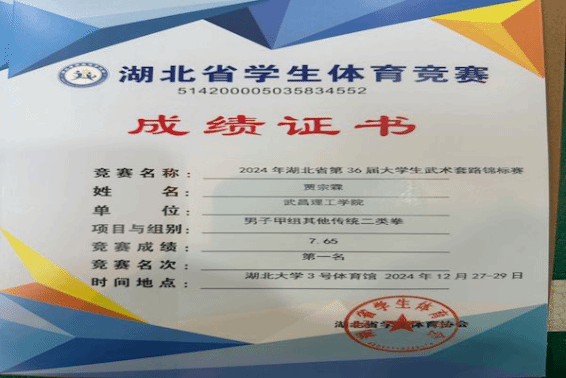 湖北省学生体育竞赛
514200005035834552
成绩证书
竞赛名称： 2024年湖北省第36届大学生武术套路锦标赛
姓名： 贾宗霖
单位： 武昌理工学院
项目与组别： 男子甲组其他传统二类拳
竞赛成绩： 7.65
竞赛名次： 第一名
时间地点： 湖北大学3号体育馆 2024年12月27-29日
湖北省学生体育协会